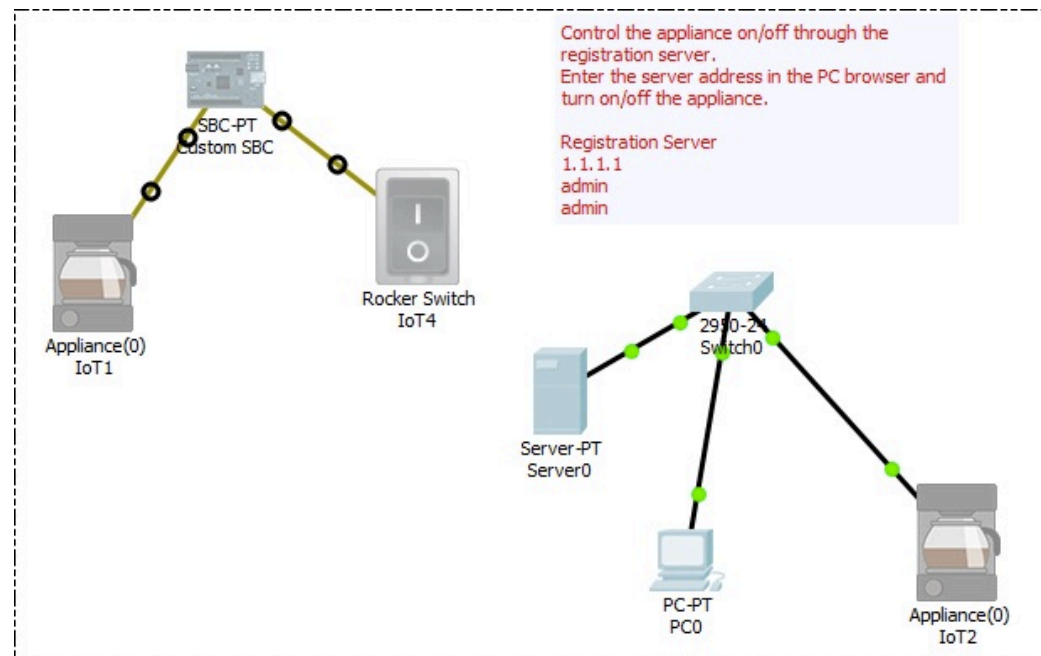 Control the appliance on/off through the
registration server.
Enter the server address in the PC browser and
turn on/off the appliance.
Registration Server
1.1.1.1
admin
admin
SBC-PT
Custom SBC
Rocker Switch
IoT4
Appliance(0)
IoT1
2950-24
Switch0
Server-PT
Server0
PC-PT
PC0
Appliance(0)
IoT2